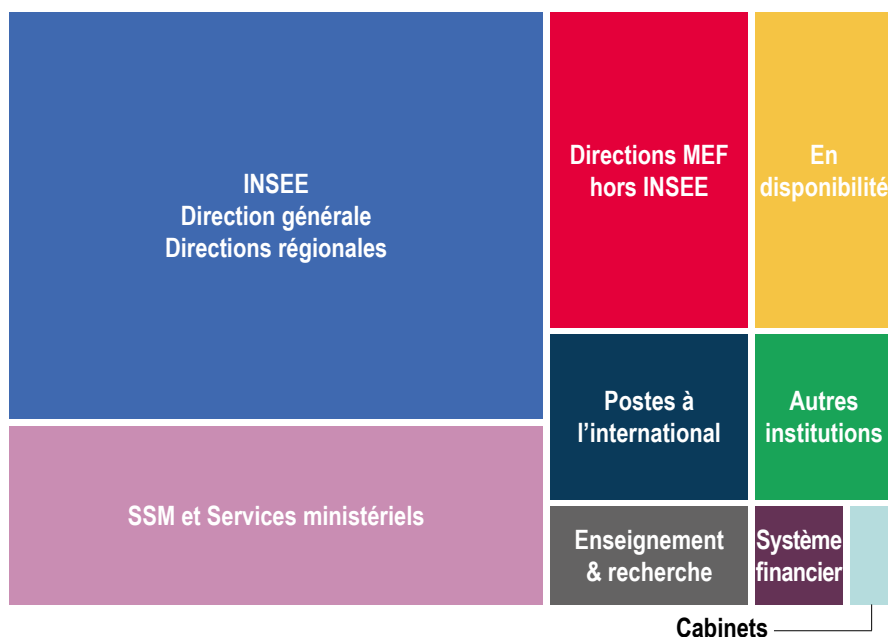 INSEE
Direction générale
Directions régionales
SSM et Services ministériels
Directions MEF
hors INSEE
En
disponibilité
Postes à
l’international
Autres
institutions
Enseignement
& recherche
Système
financier
Cabinets